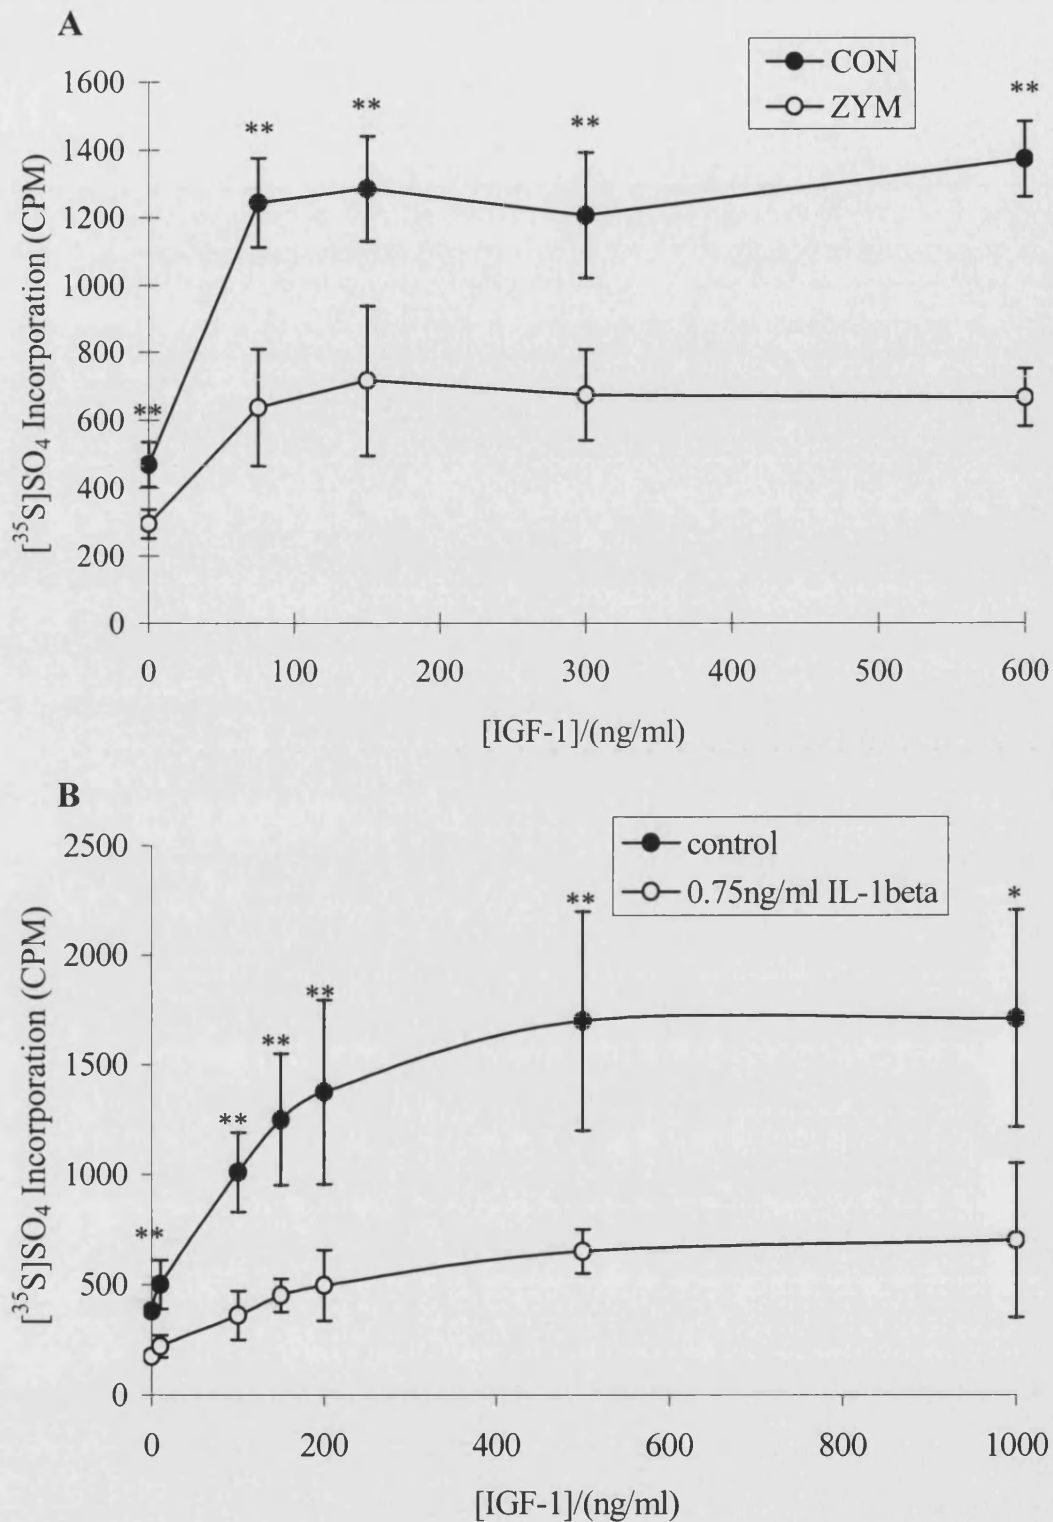 A
CON
ZYM
[³⁵S]SO₄ Incorporation (CPM)
1600
1400
1200
1000
800
600
400
200
0
** ** ** ** **
0 100 200 300 400 500 600
[IGF-1]/(ng/ml)
B
control
0.75ng/ml IL-1beta
[³⁵S]SO₄ Incorporation (CPM)
2500
2000
1500
1000
500
0
** ** ** ** ** *
0 200 400 600 800 1000
[IGF-1]/(ng/ml)